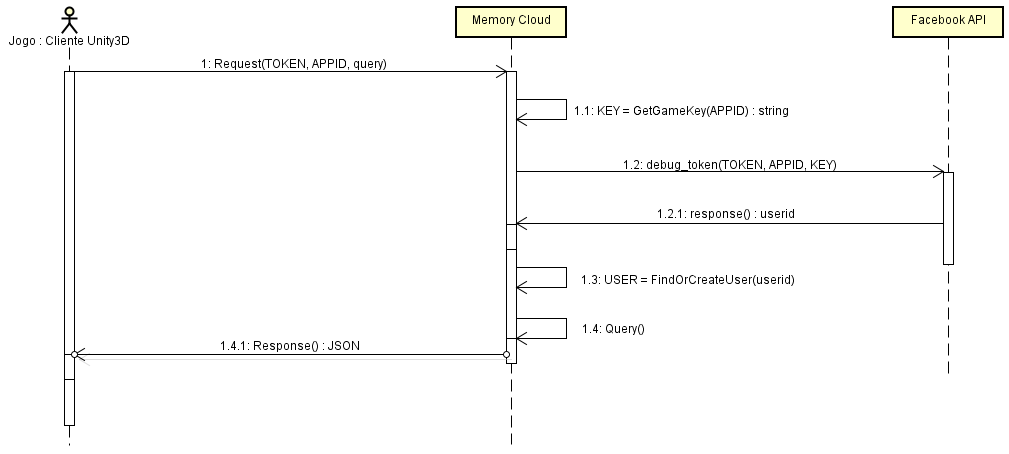 Memory Cloud
Facebook API
Jogo : Cliente Unity3D
1: Request(TOKEN, APPID, query)
1.1: KEY = GetGameKey(APPID) : string
1.2: debug_token(TOKEN, APPID, KEY)
1.2.1: response() : userid
1.3: USER = FindOrCreateUser(userid)
1.4: Query()
1.4.1: Response() : JSON